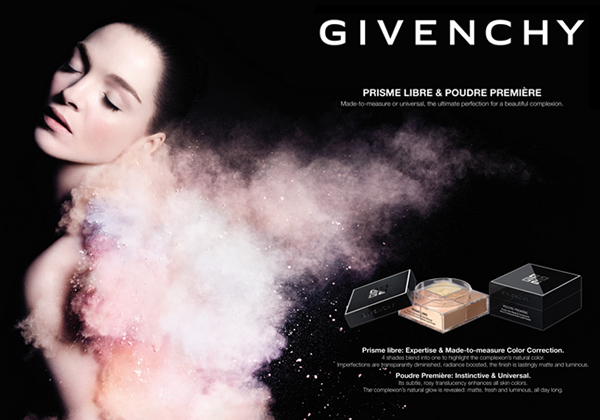 GIVENCHY
PRISME LIBRE & POUDRE PREMIÈRE
Made-to-measure or universal, the ultimate perfection for a beautiful complexion.
Prisme libre: Expertise & Made-to-measure Color Correction.
4 shades blend into one to highlight the complexion's natural color.
Imperfections are transparantly diminished, radiance boosted, the finish is lastingly matte and luminous.
Poudre Première: Instinctive & Universal.
Its subtle, rosy translucency enhances all skin colors.
The complexion's natural glow is revealed: matte, fresh and luminous, all day long.